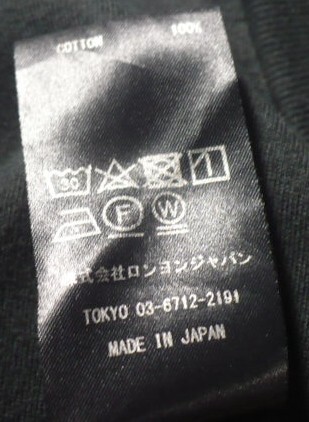 COTTON 100%
30
F W
株式会社ロンヨンジャパン
TOKYO 03-6712-2191
MADE IN JAPAN